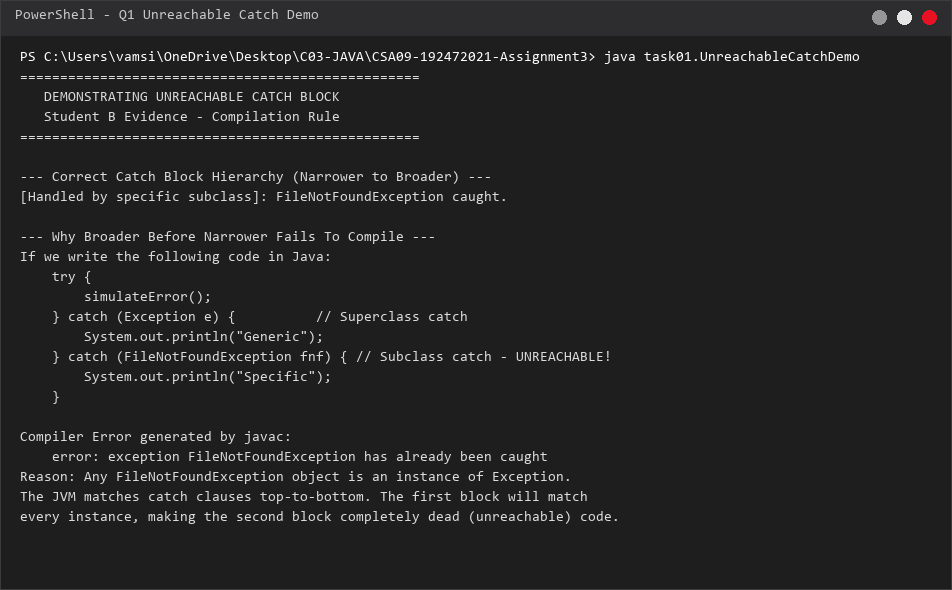 PowerShell - Q1 Unreachable Catch Demo
PS C:\Users\vamsi\OneDrive\Desktop\C03-JAVA\CSA09-192472021-Assignment3> java task01.UnreachableCatchDemo
==================================================
   DEMONSTRATING UNREACHABLE CATCH BLOCK
   Student B Evidence - Compilation Rule
==================================================
--- Correct Catch Block Hierarchy (Narrower to Broader) ---
[Handled by specific subclass]: FileNotFoundException caught.
--- Why Broader Before Narrower Fails To Compile ---
If we write the following code in Java:
    try {
        simulateError();
    } catch (Exception e) {          // Superclass catch
        System.out.println("Generic");
    } catch (FileNotFoundException fnf) { // Subclass catch - UNREACHABLE!
        System.out.println("Specific");
    }
Compiler Error generated by javac:
    error: exception FileNotFoundException has already been caught
Reason: Any FileNotFoundException object is an instance of Exception.
The JVM matches catch clauses top-to-bottom. The first block will match
every instance, making the second block completely dead (unreachable) code.